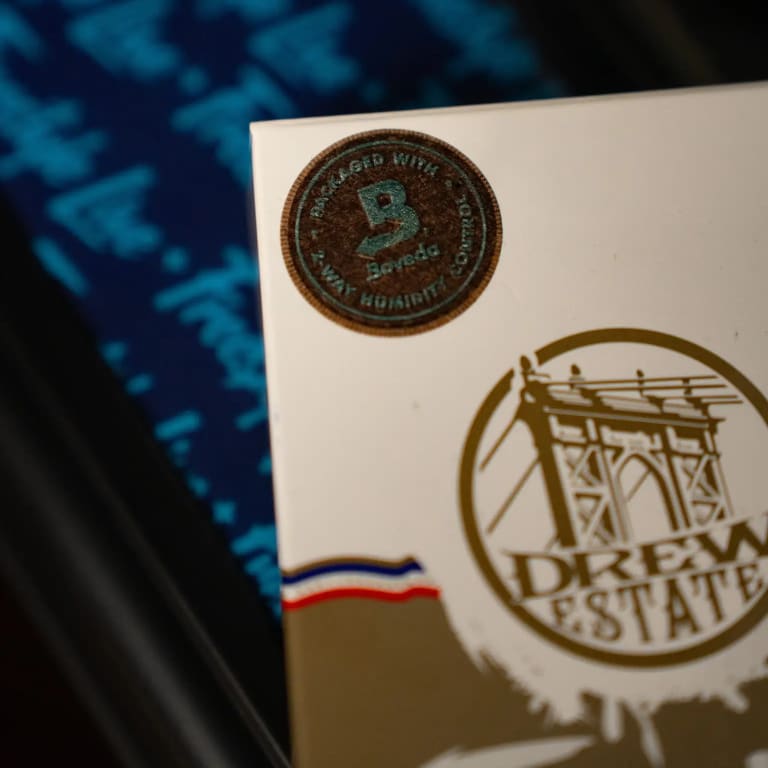 PACKAGED WITH
B
Boveda
2-WAY HUMIDITY CONTROL
DREW
ESTATE